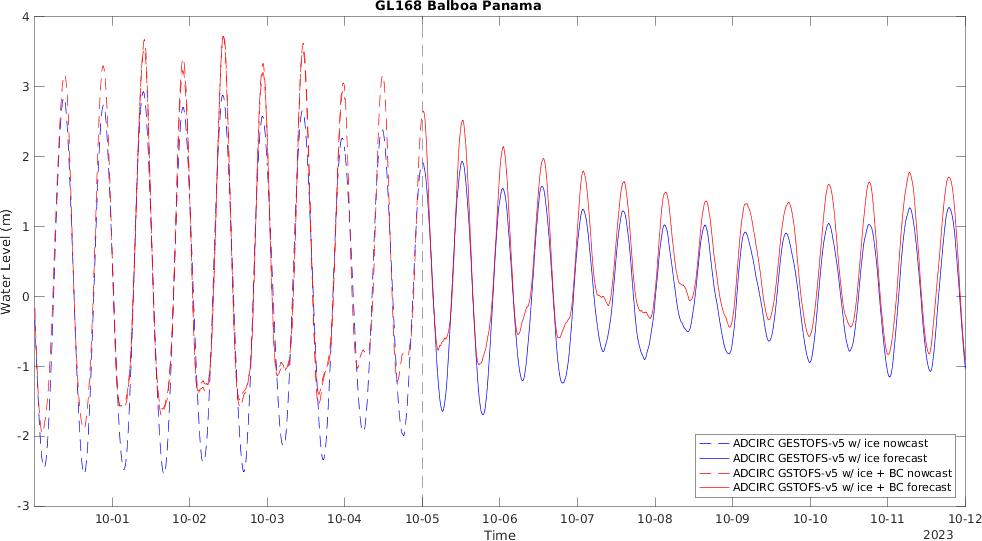 GL168 Balboa Panama
4
3
2
1
0
-1
-2
-3
Water Level (m)
ADCIRC GESTOFS-v5 w/ ice nowcast
ADCIRC GESTOFS-v5 w/ ice forecast
ADCIRC GSTOFS-v5 w/ ice + BC nowcast
ADCIRC GSTOFS-v5 w/ ice + BC forecast
10-01 10-02 10-03 10-04 10-05 10-06 10-07 10-08 10-09 10-10 10-11 10-12
Time
2023